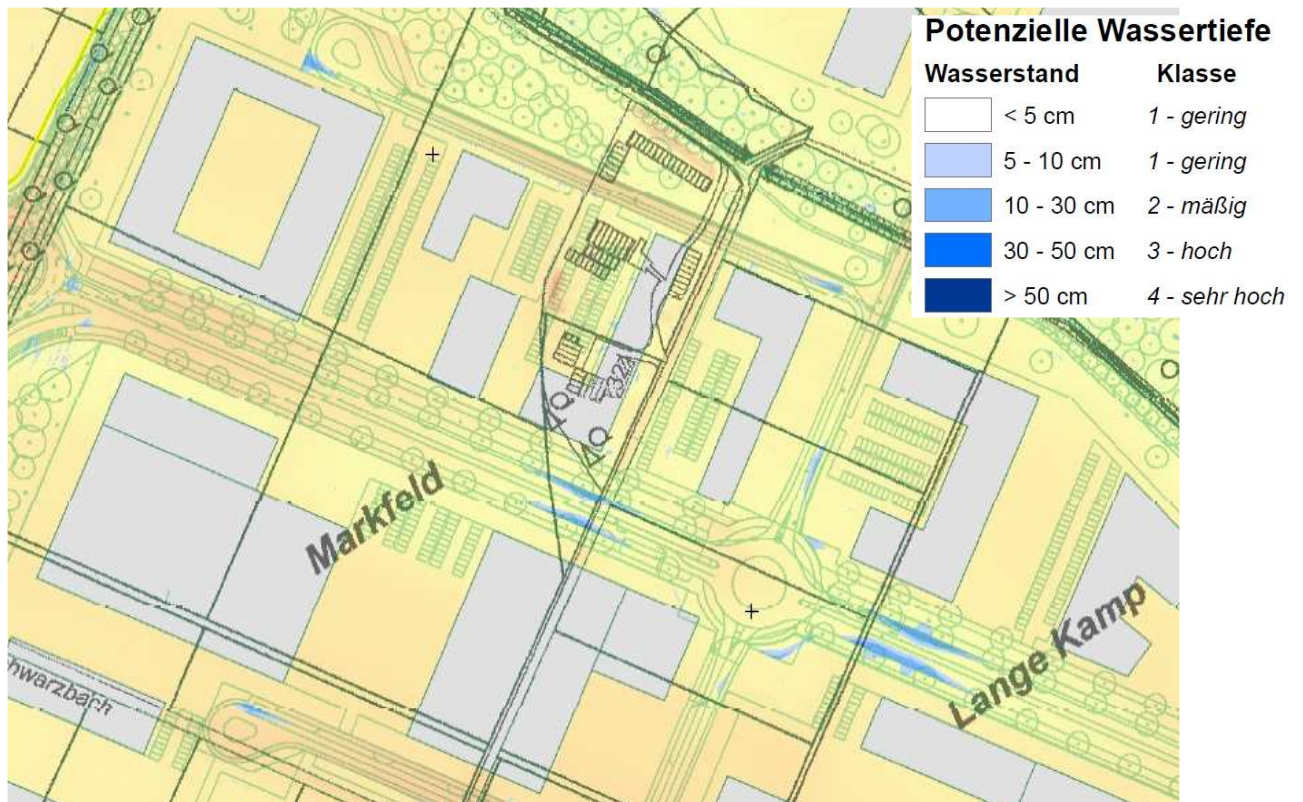 Potenzielle Wassertiefe
Wasserstand Klasse
< 5 cm 1 - gering
5 - 10 cm 1 - gering
10 - 30 cm 2 - mäßig
30 - 50 cm 3 - hoch
> 50 cm 4 - sehr hoch
Markfeld
Lange Kamp
hwarzbach